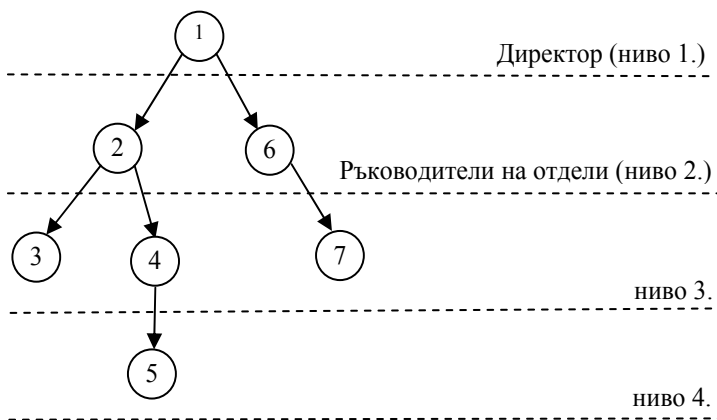 1
Директор (ниво 1.)
2
6
Ръководители на отдели (ниво 2.)
3
4
7
ниво 3.
5
ниво 4.